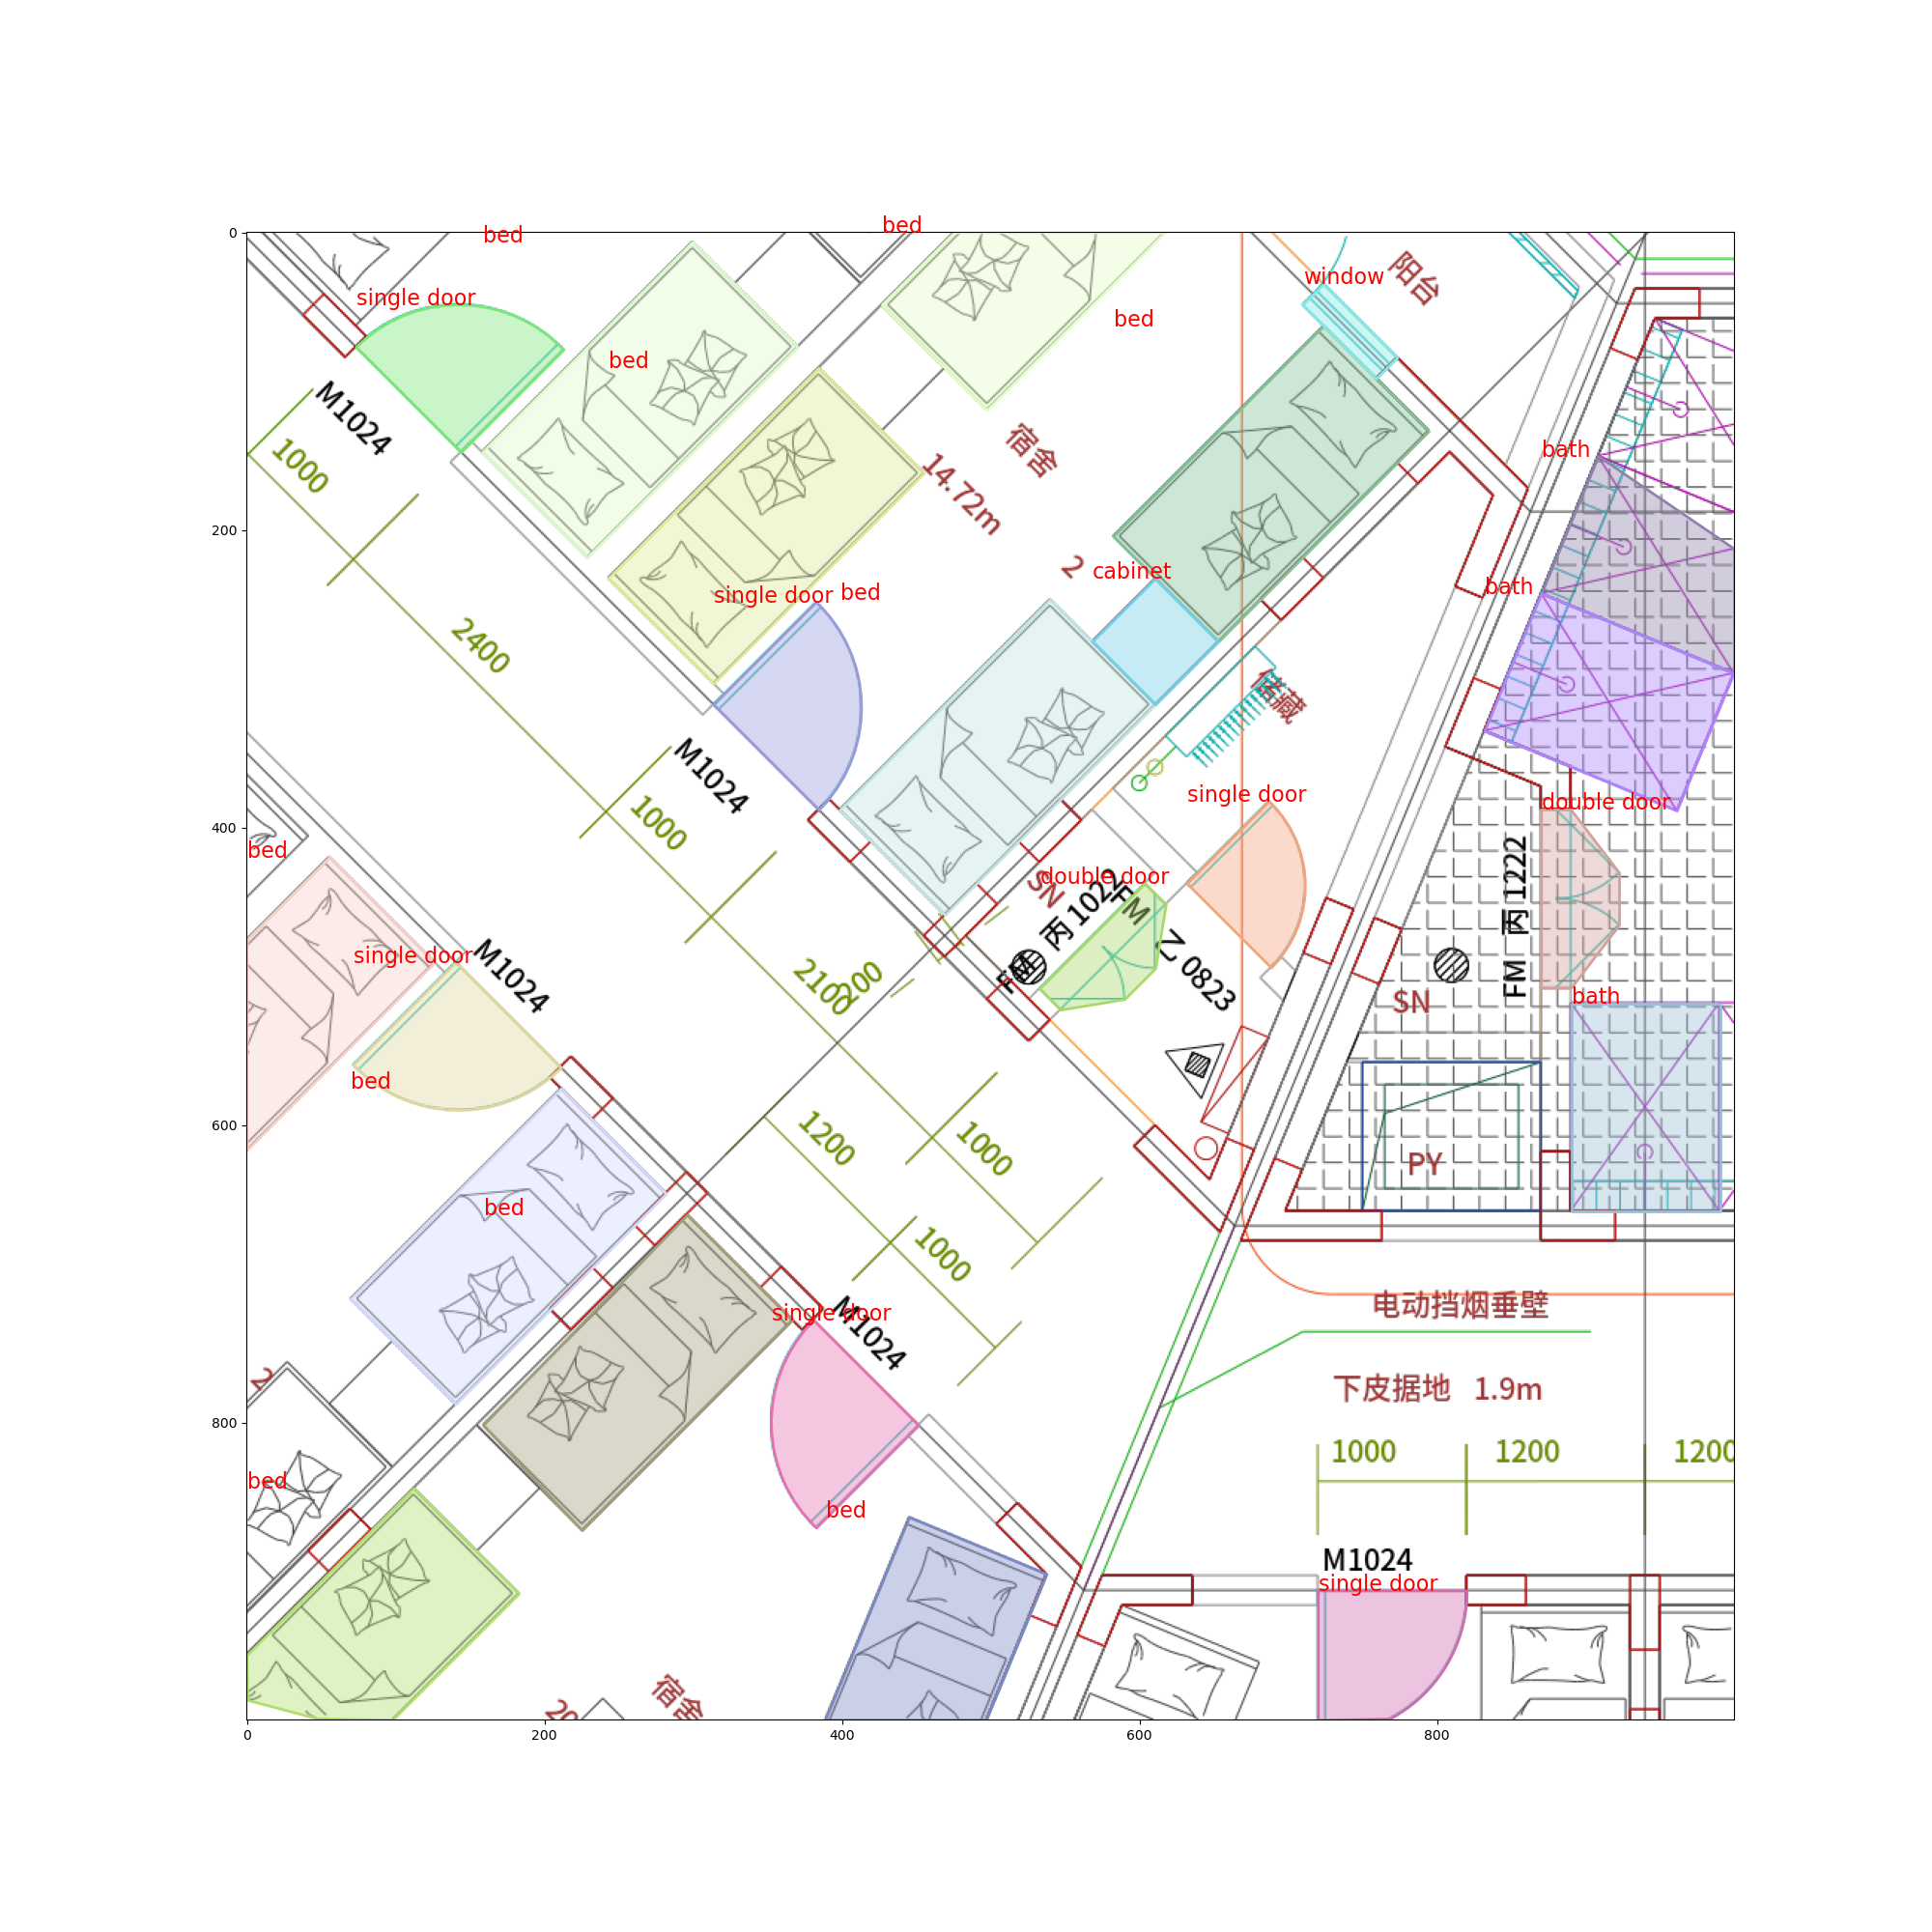 bed
bed
0
window
阳台
single door
bed
bath
M1024
1000
宿舍
14.72m
200
2
cabinet
bath
single door
bed
2400
储藏
M1024
1000
single door
double door
400
bed
SN
double door
丙 1022
FM
乙 0823
FM 丙 1222
single door
M1024
2100
SN
bath
bed
600
1200
1000
PY
bed
1000
single door
M1024
电动挡烟垂壁
2
下皮据地 1.9m
800
1000
1200
1200
bed
bed
M1024
single door
宿舍
20
0
200
400
600
800